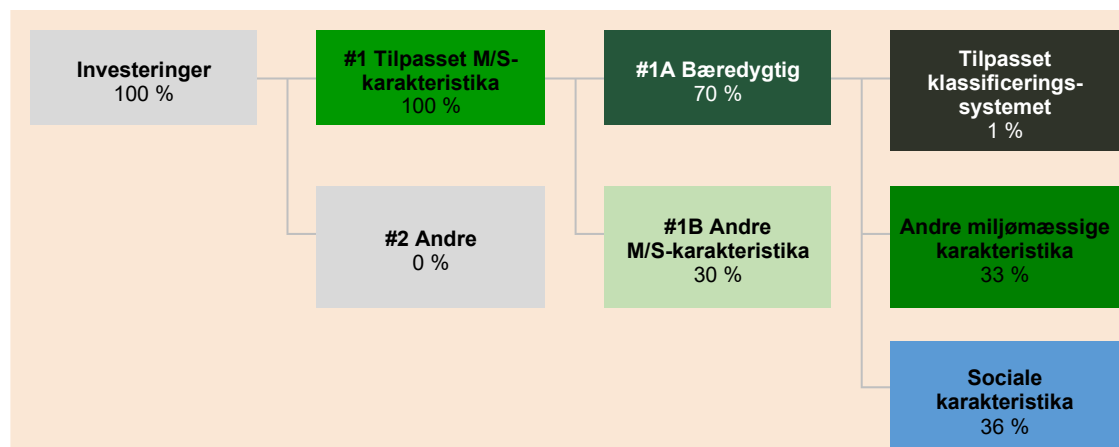 Investeringer
100 %
#1 Tilpasset M/S-
karakteristika
100 %
#1A Bæredygtig
70 %
Tilpasset
klassificerings-
systemet
1 %
#2 Andre
0 %
#1B Andre
M/S-karakteristika
30 %
Andre miljømæssige
karakteristika
33 %
Sociale
karakteristika
36 %